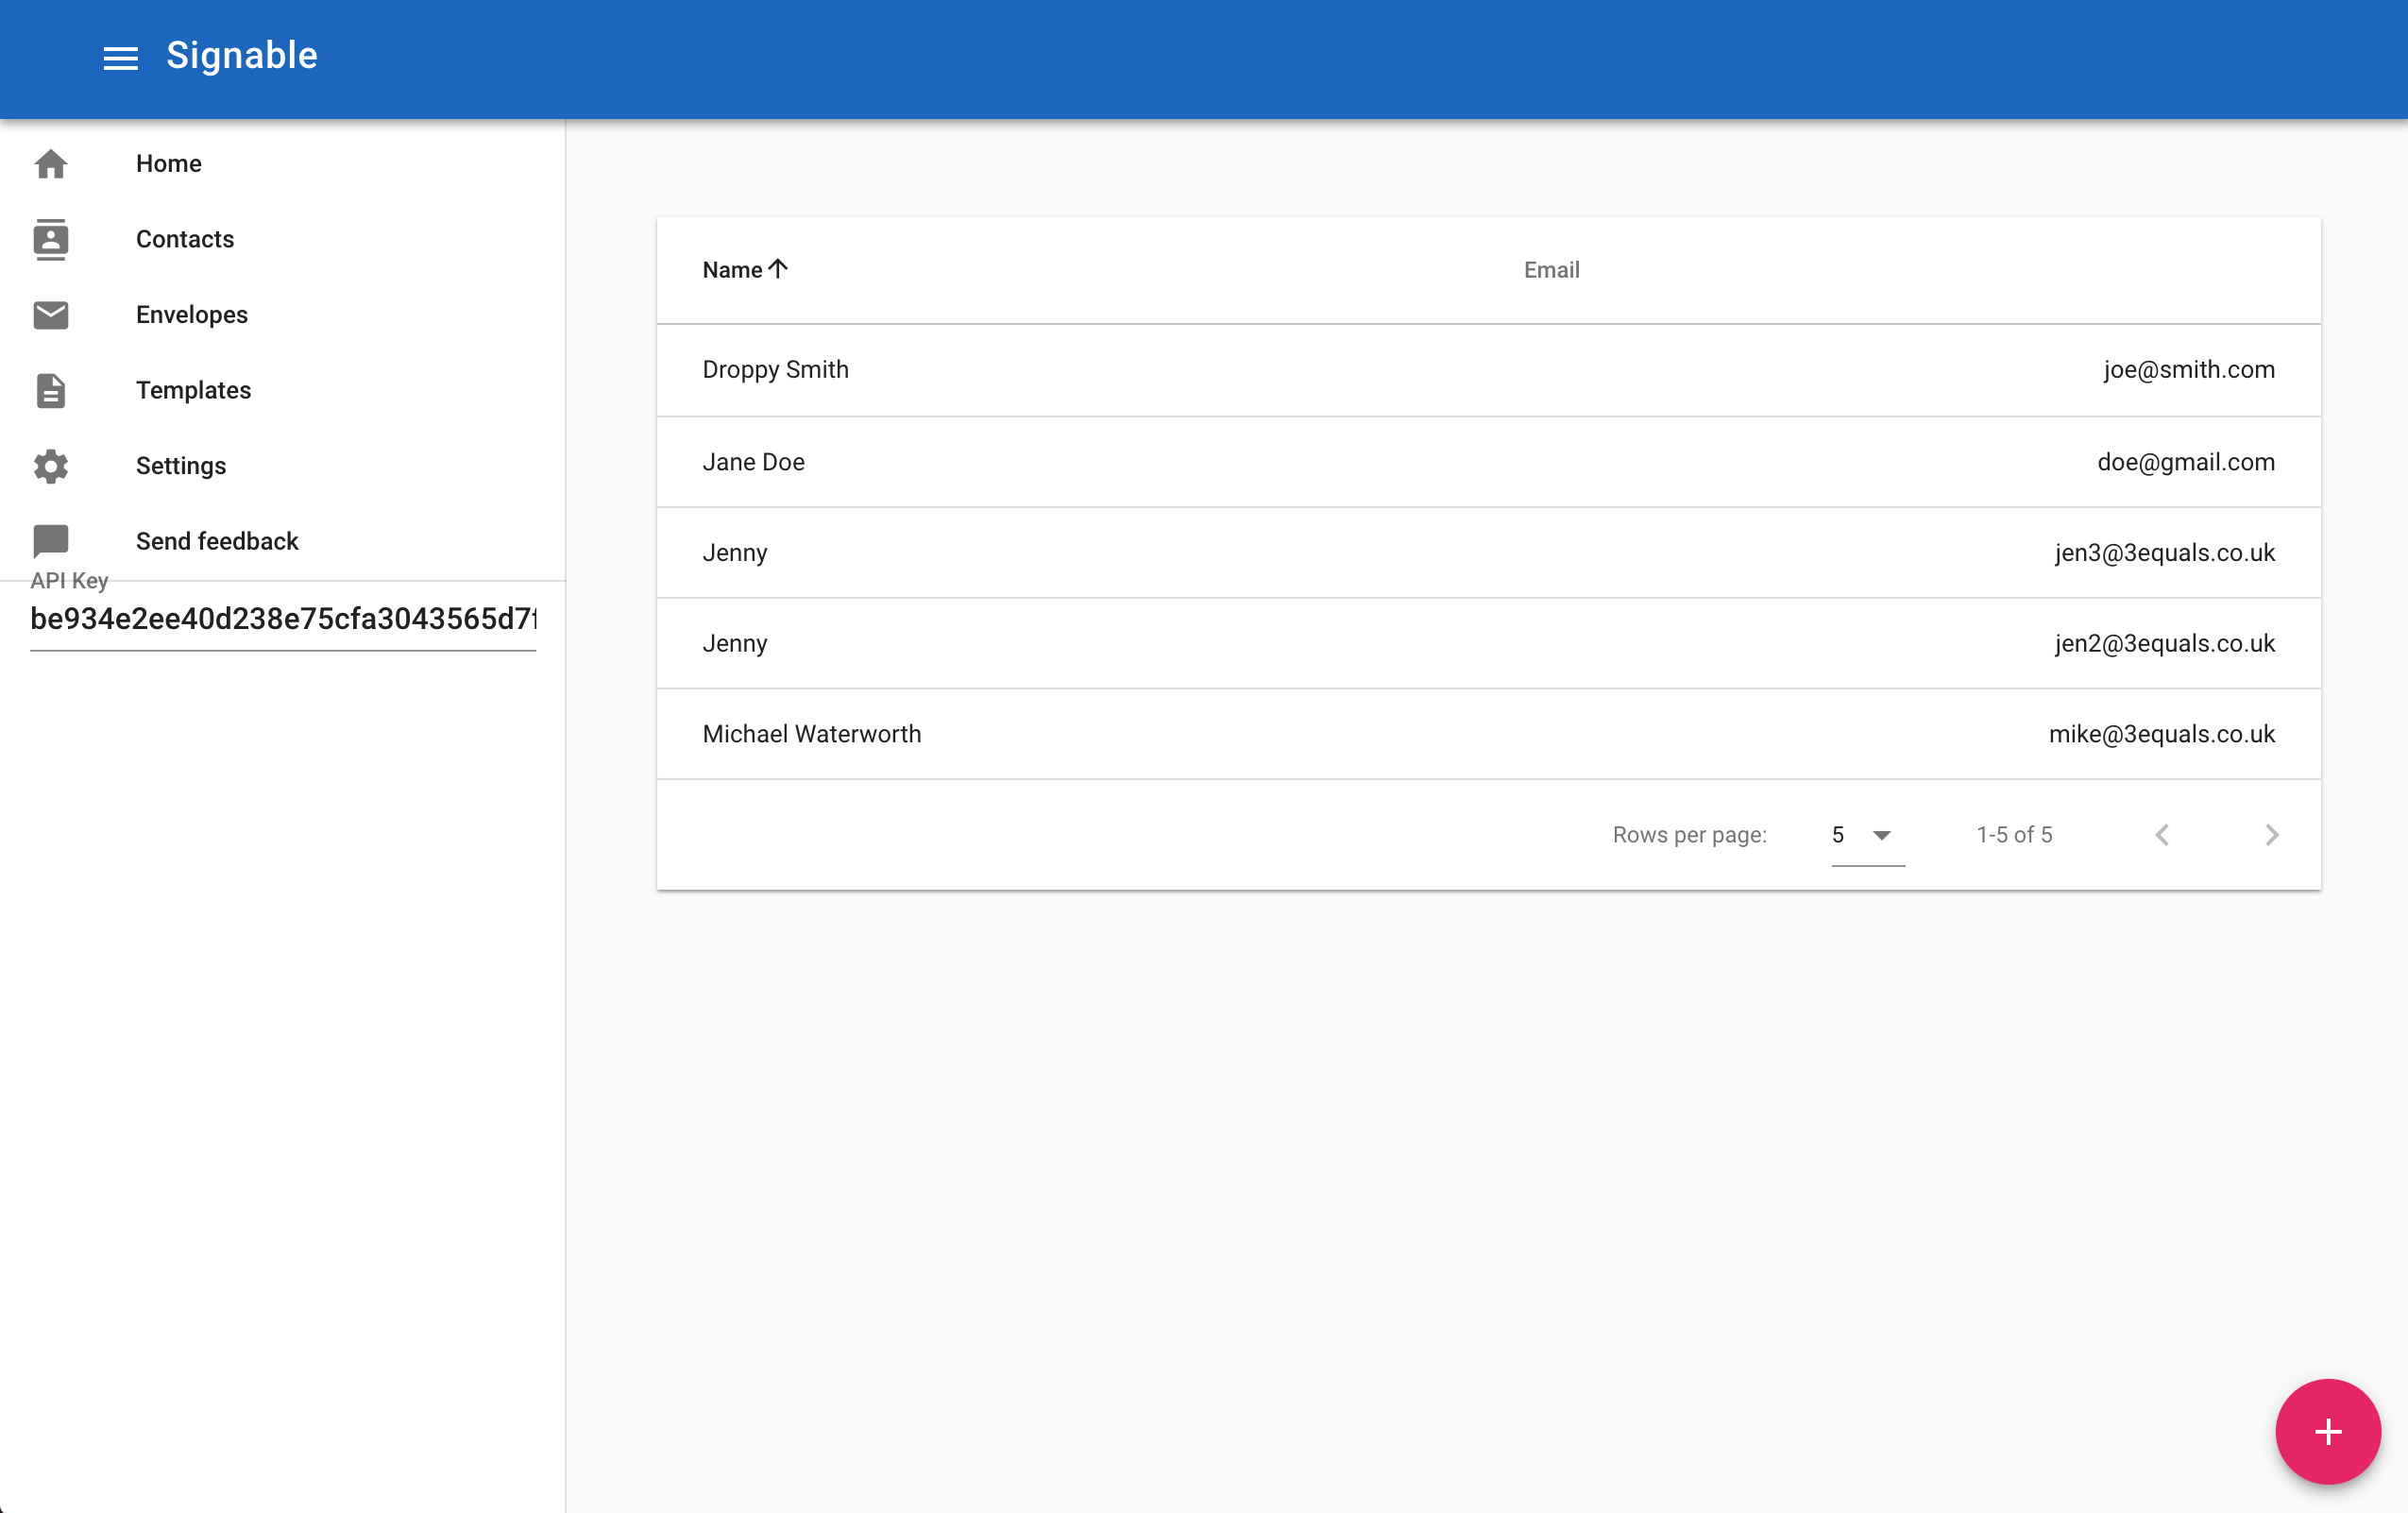 Signable
Home
Contacts
Envelopes
Templates
Settings
Send feedback
API Key
be934e2ee40d238e75cfa3043565d7f
Name Email
Droppy Smith joe@smith.com
Jane Doe doe@gmail.com
Jenny jen3@3equals.co.uk
Jenny jen2@3equals.co.uk
Michael Waterworth mike@3equals.co.uk
Rows per page: 5 1-5 of 5